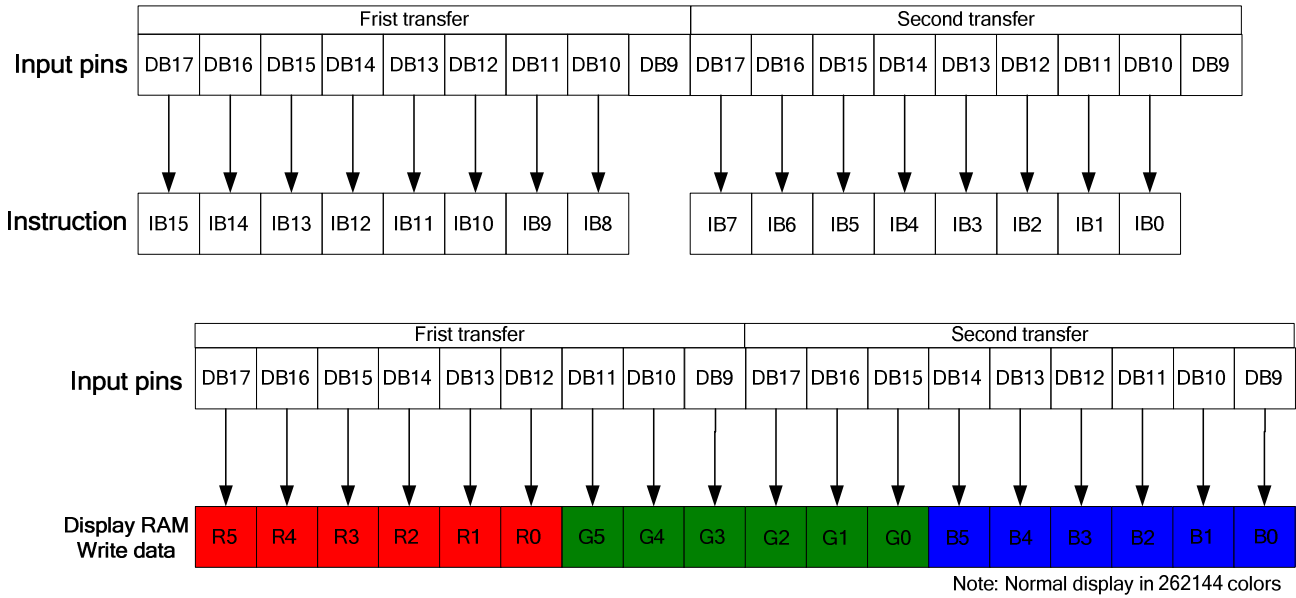 Frist transfer Second transfer
Input pins DB17 DB16 DB15 DB14 DB13 DB12 DB11 DB10 DB9 DB17 DB16 DB15 DB14 DB13 DB12 DB11 DB10 DB9
Instruction IB15 IB14 IB13 IB12 IB11 IB10 IB9 IB8 IB7 IB6 IB5 IB4 IB3 IB2 IB1 IB0
Frist transfer Second transfer
Input pins DB17 DB16 DB15 DB14 DB13 DB12 DB11 DB10 DB9 DB17 DB16 DB15 DB14 DB13 DB12 DB11 DB10 DB9
Display RAM
Write data R5 R4 R3 R2 R1 R0 G5 G4 G3 G2 G1 G0 B5 B4 B3 B2 B1 B0
Note: Normal display in 262144 colors